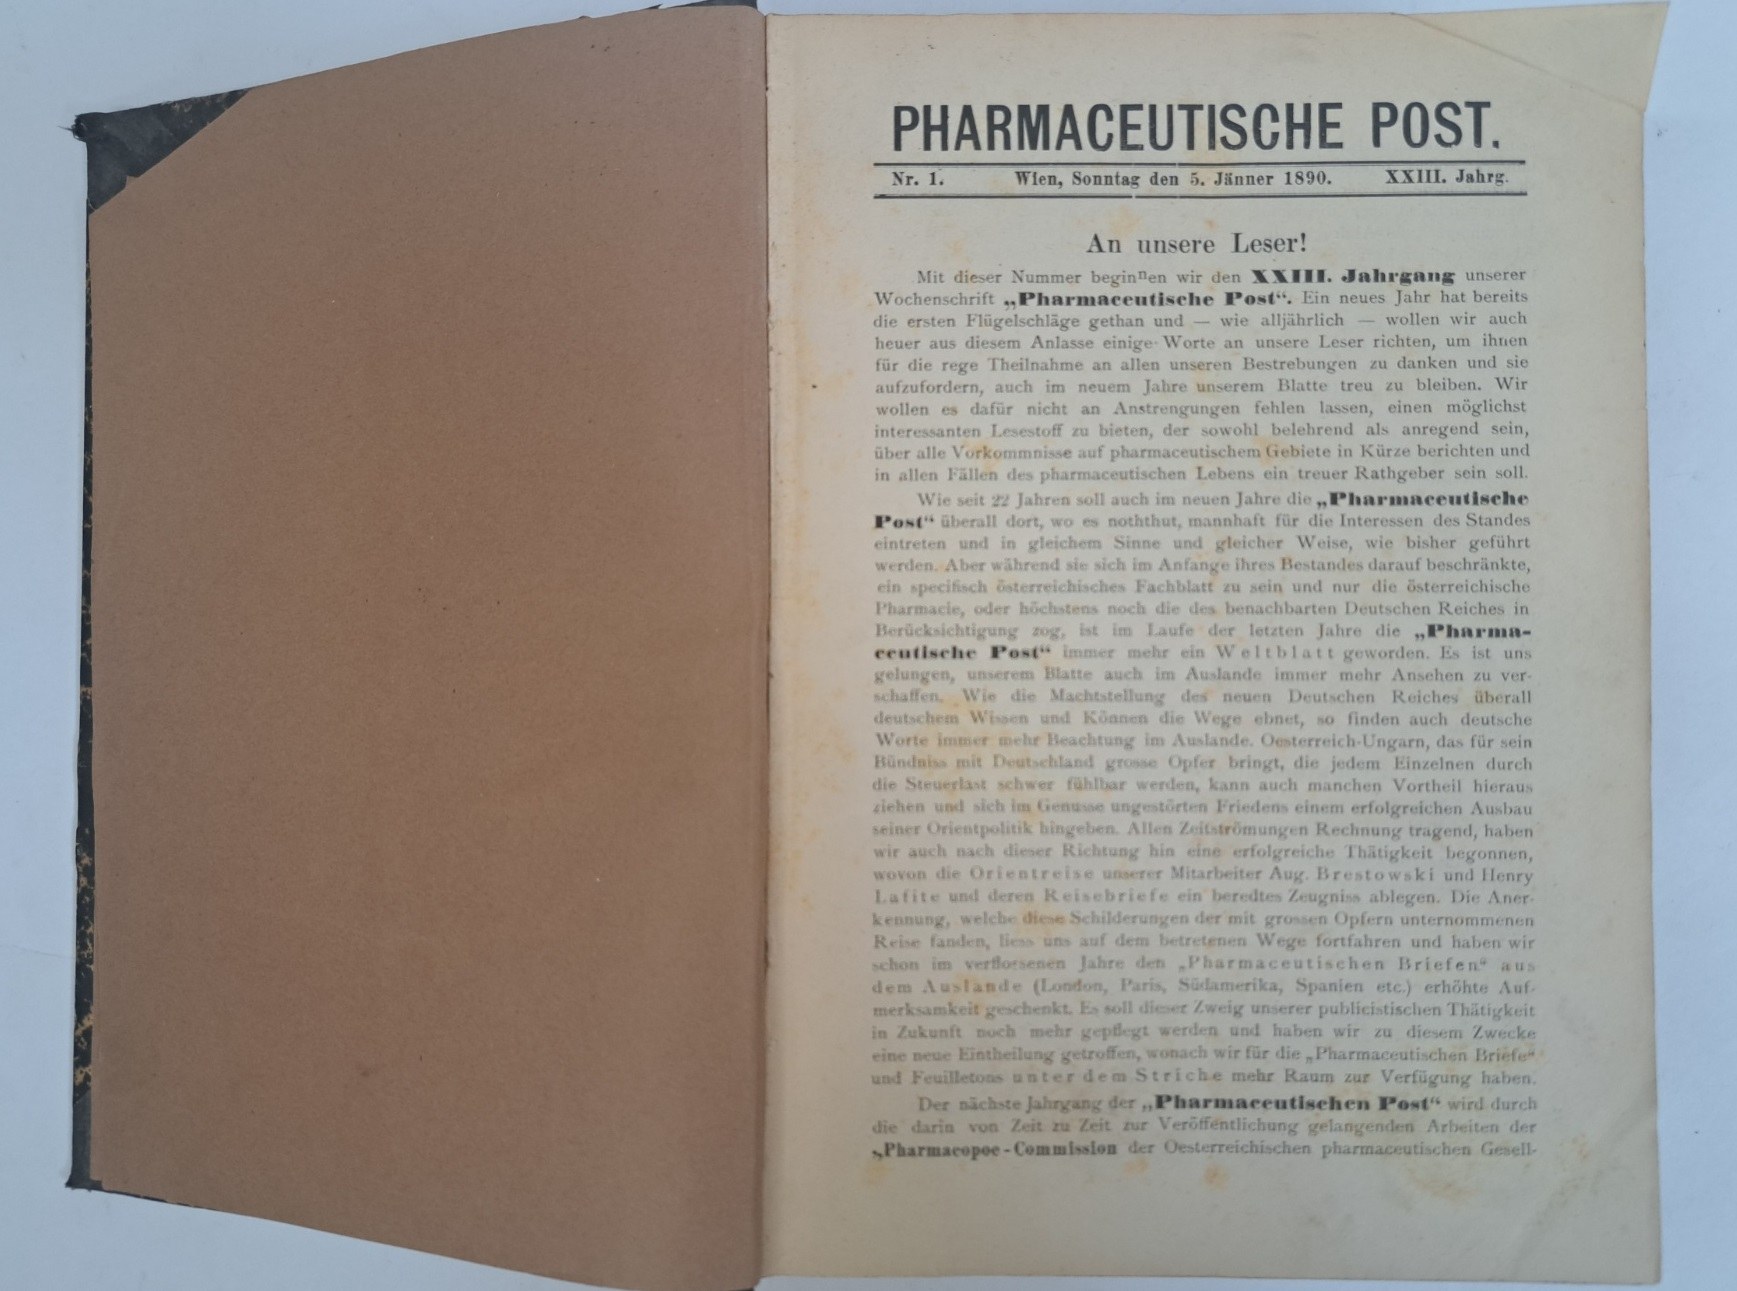 PHARMACEUTISCHE POST.
Nr. 1. Wien, Sonntag den 5. Jänner 1890. XXIII. Jahrg.
An unsere Leser!
Mit dieser Nummer beginnen wir den XXIII. Jahrgang unserer
Wochenschrift „Pharmaceutische Post“. Ein neues Jahr hat bereits
die ersten Flügelschläge gethan und — wie alljährlich — wollen wir auch
heuer aus diesem Anlasse einige Worte an unsere Leser richten, um ihnen
für die rege Theilnahme an allen unseren Bestrebungen zu danken und sie
aufzufordern, auch im neuem Jahre unserem Blatte treu zu bleiben. Wir
wollen es dafür nicht an Anstrengungen fehlen lassen, einen möglichst
interessanten Lesestoff zu bieten, der sowohl belehrend als anregend sein,
über alle Vorkommnisse auf pharmaceutischem Gebiete in Kürze berichten und
in allen Fällen des pharmaceutischen Lebens ein treuer Rathgeber sein soll.
Wie seit 22 Jahren soll auch im neuen Jahre die „Pharmaceutische
Post“ überall dort, wo es noththut, mannhaft für die Interessen des Standes
eintreten und in gleichem Sinne und gleicher Weise, wie bisher geführt
werden. Aber während sie sich im Anfange ihres Bestandes darauf beschränkte,
ein specifisch österreichisches Fachblatt zu sein und nur die österreichische
Pharmacie, oder höchstens noch die des benachbarten Deutschen Reiches in
Berücksichtigung zog, ist im Laufe der letzten Jahre die „Pharma-
ceutische Post“ immer mehr ein Weltblatt geworden. Es ist uns
gelungen, unserem Blatte auch im Auslande immer mehr Ansehen zu ver-
schaffen. Wie die Machtstellung des neuen Deutschen Reiches überall
deutschem Wissen und Können die Wege ebnet, so finden auch deutsche
Worte immer mehr Beachtung im Auslande. Oesterreich-Ungarn, das für sein
Bündniss mit Deutschland grosse Opfer bringt, die jedem Einzelnen durch
die Steuerlast schwer fühlbar werden, kann auch manchen Vortheil hieraus
ziehen und sich im Genusse ungestörten Friedens einem erfolgreichen Ausbau
seiner Orientpolitik hingeben. Allen Zeitströmungen Rechnung tragend, haben
wir auch nach dieser Richtung hin eine erfolgreiche Thätigkeit begonnen,
wovon die Orientreise unserer Mitarbeiter Aug. Brestowski und Henry
Lafite und deren Reisebriefe ein beredtes Zeugniss ablegen. Die Aner-
kennung, welche diese Schilderungen der mit grossen Opfern unternommenen
Reise fanden, liess uns auf dem betretenen Wege fortfahren und haben wir
schon im verflossenen Jahre den „Pharmaceutischen Briefen“ aus
dem Auslande (London, Paris, Südamerika, Spanien etc.) erhöhte Auf-
merksamkeit geschenkt. Es soll dieser Zweig unserer publicistischen Thätigkeit
in Zukunft noch mehr gepflegt werden und haben wir zu diesem Zwecke
eine neue Eintheilung getroffen, wonach wir für die „Pharmaceutischen Briefe“
und Feuilletons unter dem Striche mehr Raum zur Verfügung haben.
Der nächste Jahrgang der „Pharmaceutischen Post“ wird durch
die darin von Zeit zu Zeit zur Veröffentlichung gelangenden Arbeiten der
„Pharmacopoe-Commission der Oesterreichischen pharmaceutischen Gesell-